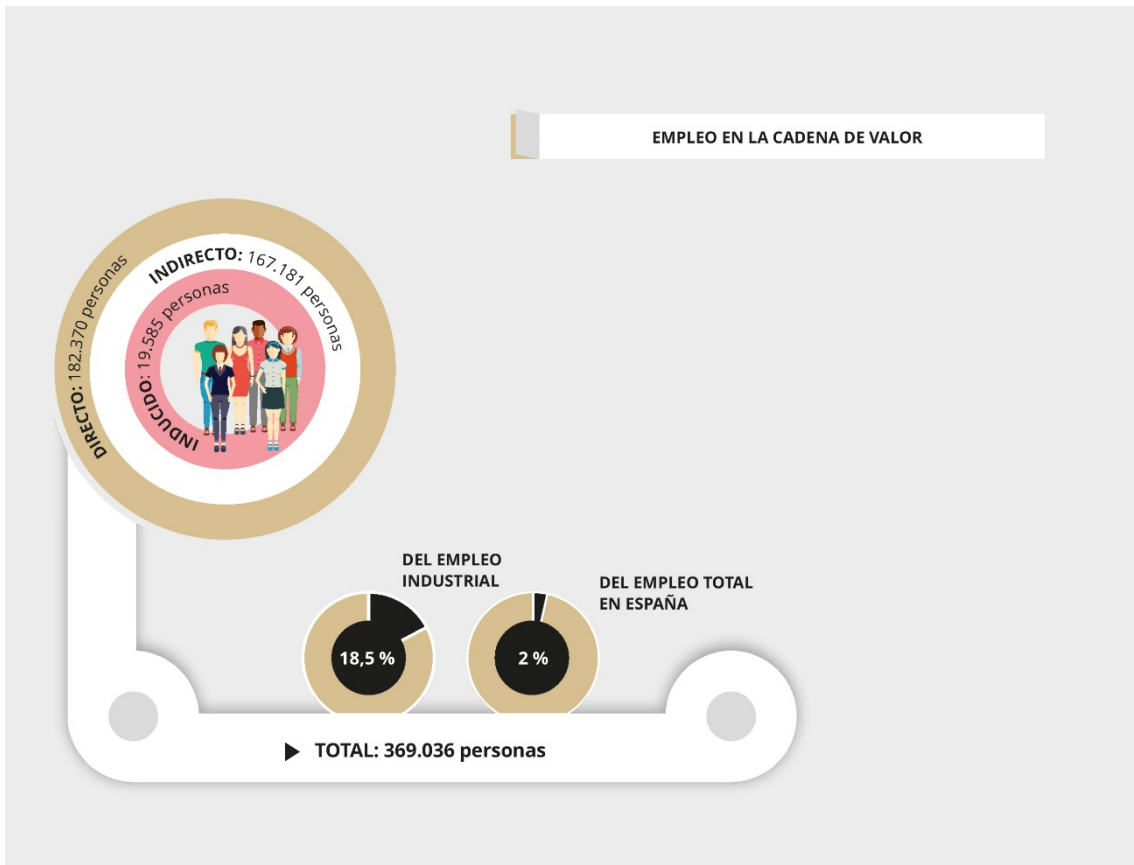 EMPLEO EN LA CADENA DE VALOR
DIRECTO: 182.370 personas
INDIRECTO: 167.181 personas
INDUCIDO: 19.585 personas
DEL EMPLEO
INDUSTRIAL
18,5 %
DEL EMPLEO TOTAL
EN ESPAÑA
2 %
TOTAL: 369.036 personas